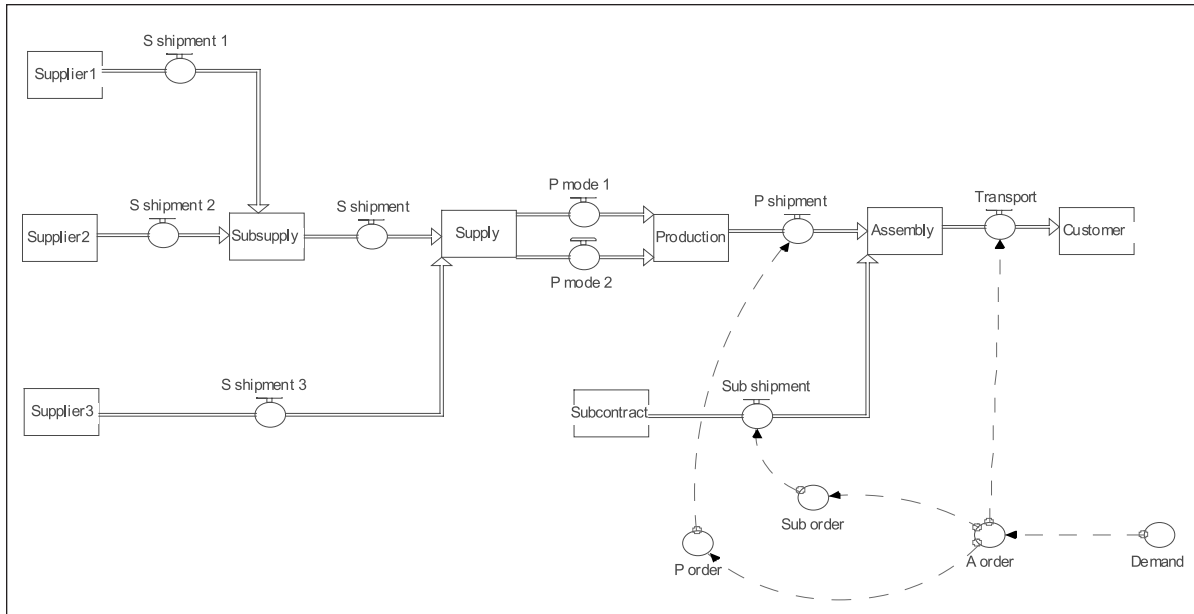 S shipment 1
Supplier1
S shipment 2
S shipment
P mode 1
P shipment
Transport
Supplier2
Subsupply
Supply
Production
Assembly
Customer
P mode 2
S shipment 3
Sub shipment
Supplier3
Subcontract
Sub order
P order
A order
Demand